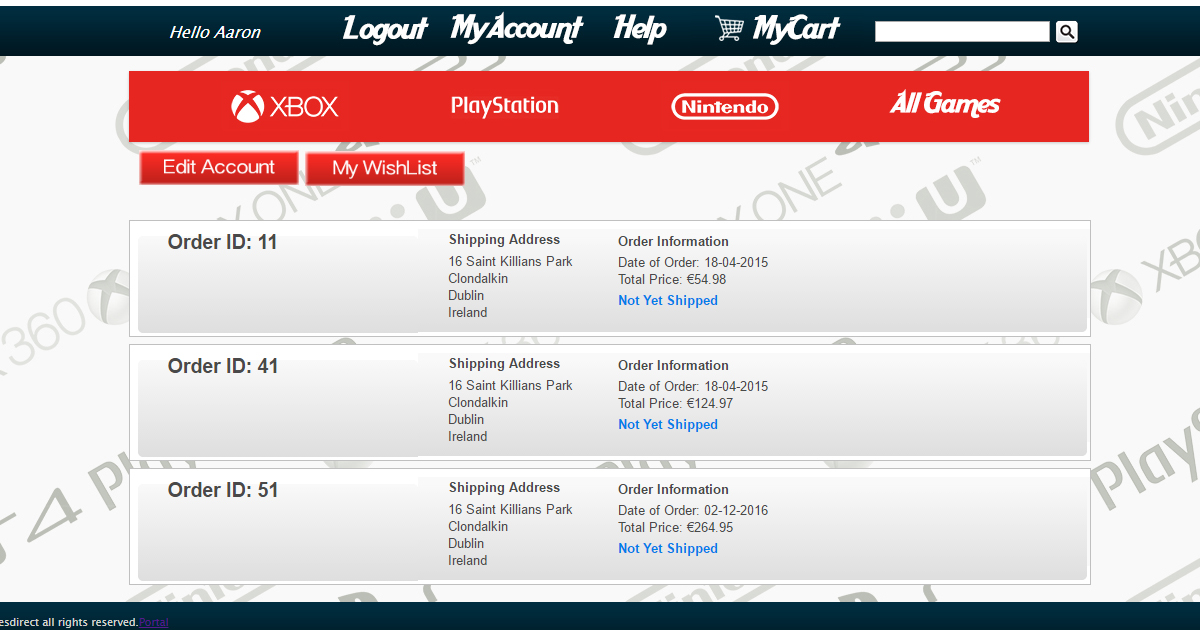 Hello Aaron
Logout
MyAccount
Help
MyCart
XBOX
PlayStation
Nintendo
All Games
Edit Account
My WishList
Order ID: 11
Shipping Address
16 Saint Killians Park
Clondalkin
Dublin
Ireland
Order Information
Date of Order: 18-04-2015
Total Price: €54.98
Not Yet Shipped
Order ID: 41
Shipping Address
16 Saint Killians Park
Clondalkin
Dublin
Ireland
Order Information
Date of Order: 18-04-2015
Total Price: €124.97
Not Yet Shipped
Order ID: 51
Shipping Address
16 Saint Killians Park
Clondalkin
Dublin
Ireland
Order Information
Date of Order: 02-12-2016
Total Price: €264.95
Not Yet Shipped
esdirect all rights reserved.Portal